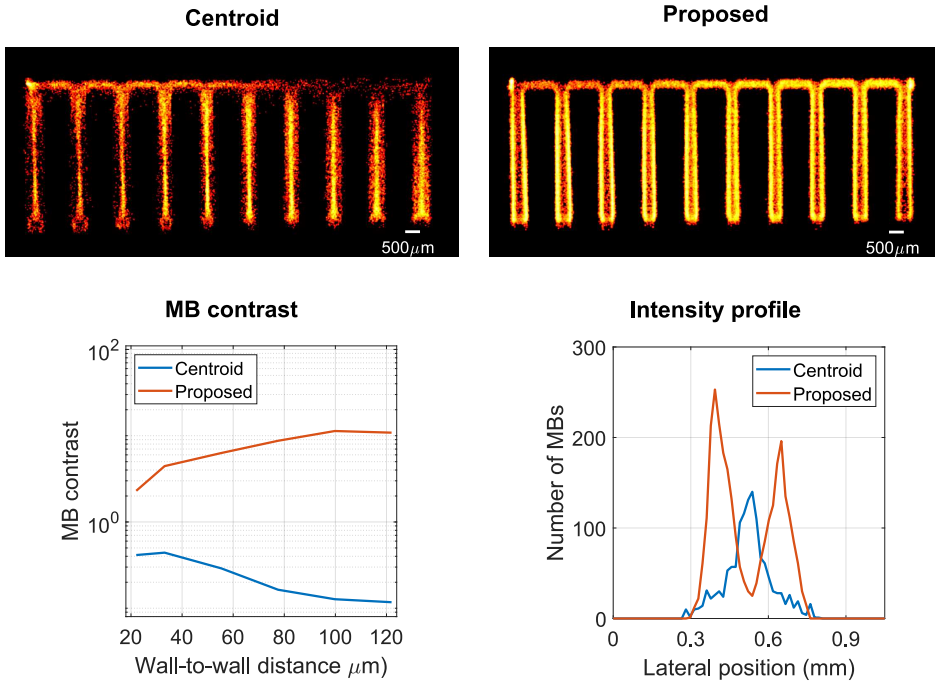 Centroid
Proposed
500μm
500μm
MB contrast
Intensity profile
Centroid
Proposed
10²
10⁰
MB contrast
20
40
60
80
100
120
Wall-to-wall distance μm)
Centroid
Proposed
300
200
100
0
Number of MBs
0
0.3
0.6
0.9
Lateral position (mm)